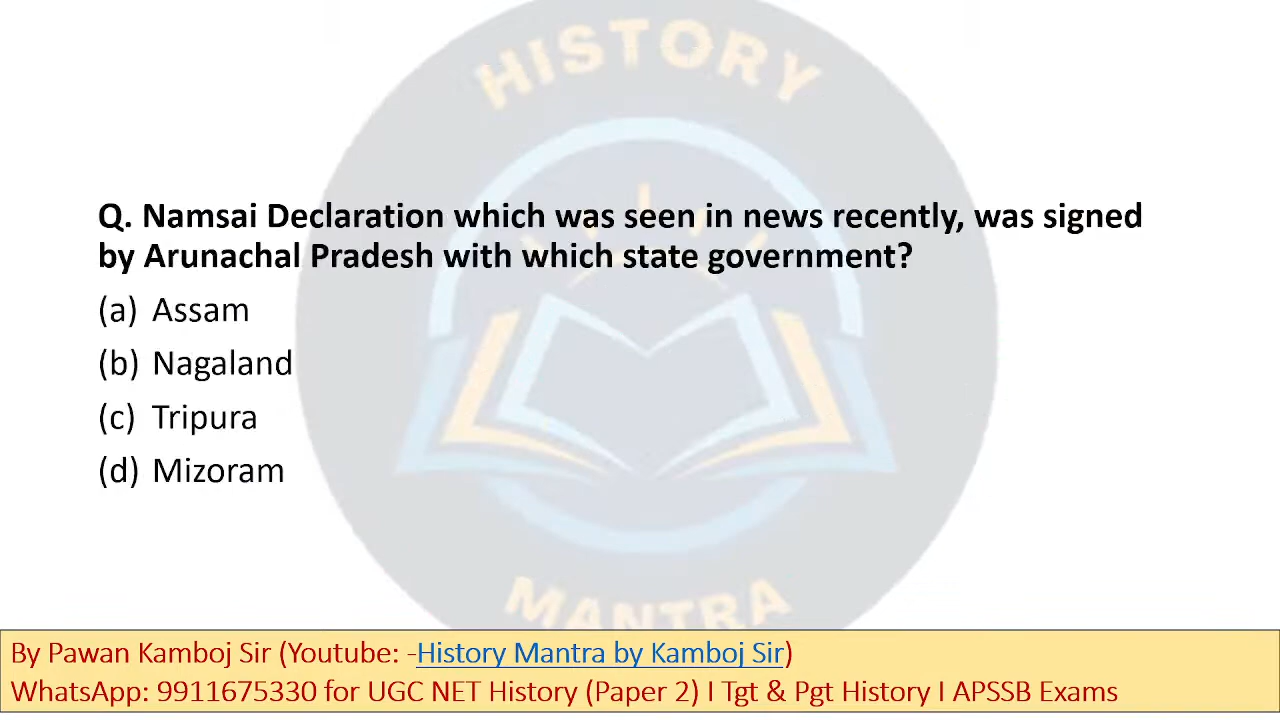 HISTORY
Q. Namsai Declaration which was seen in news recently, was signed
by Arunachal Pradesh with which state government?
(a) Assam
(b) Nagaland
(c) Tripura
(d) Mizoram
MANTRA
By Pawan Kamboj Sir (Youtube: -History Mantra by Kamboj Sir)
WhatsApp: 9911675330 for UGC NET History (Paper 2) I Tgt & Pgt History I APSSB Exams